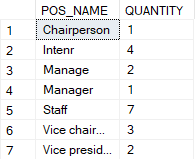 POS_NAME QUANTITY
1 Chairperson 1
2 Intenr 4
3 Manage 2
4 Manager 1
5 Staff 7
6 Vice chair... 3
7 Vice presid... 2